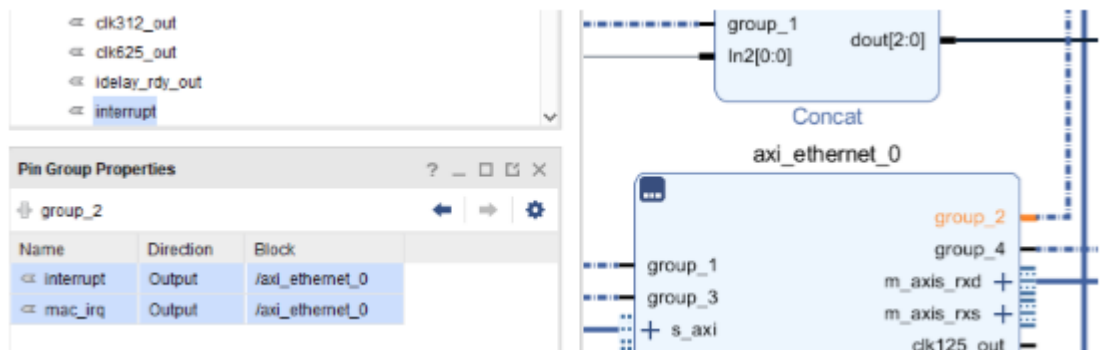 clk312_out
clk625_out
idelay_rdy_out
interrupt
Pin Group Properties
?
group_2
Name Direction Block
interrupt Output /axi_ethernet_0
mac_irq Output /axi_ethernet_0
group_1
dout[2:0]
In2[0:0]
Concat
axi_ethernet_0
group_2
group_4
group_1
m_axis_rxd +
group_3
m_axis_rxs +
+ s_axi
clk125_out